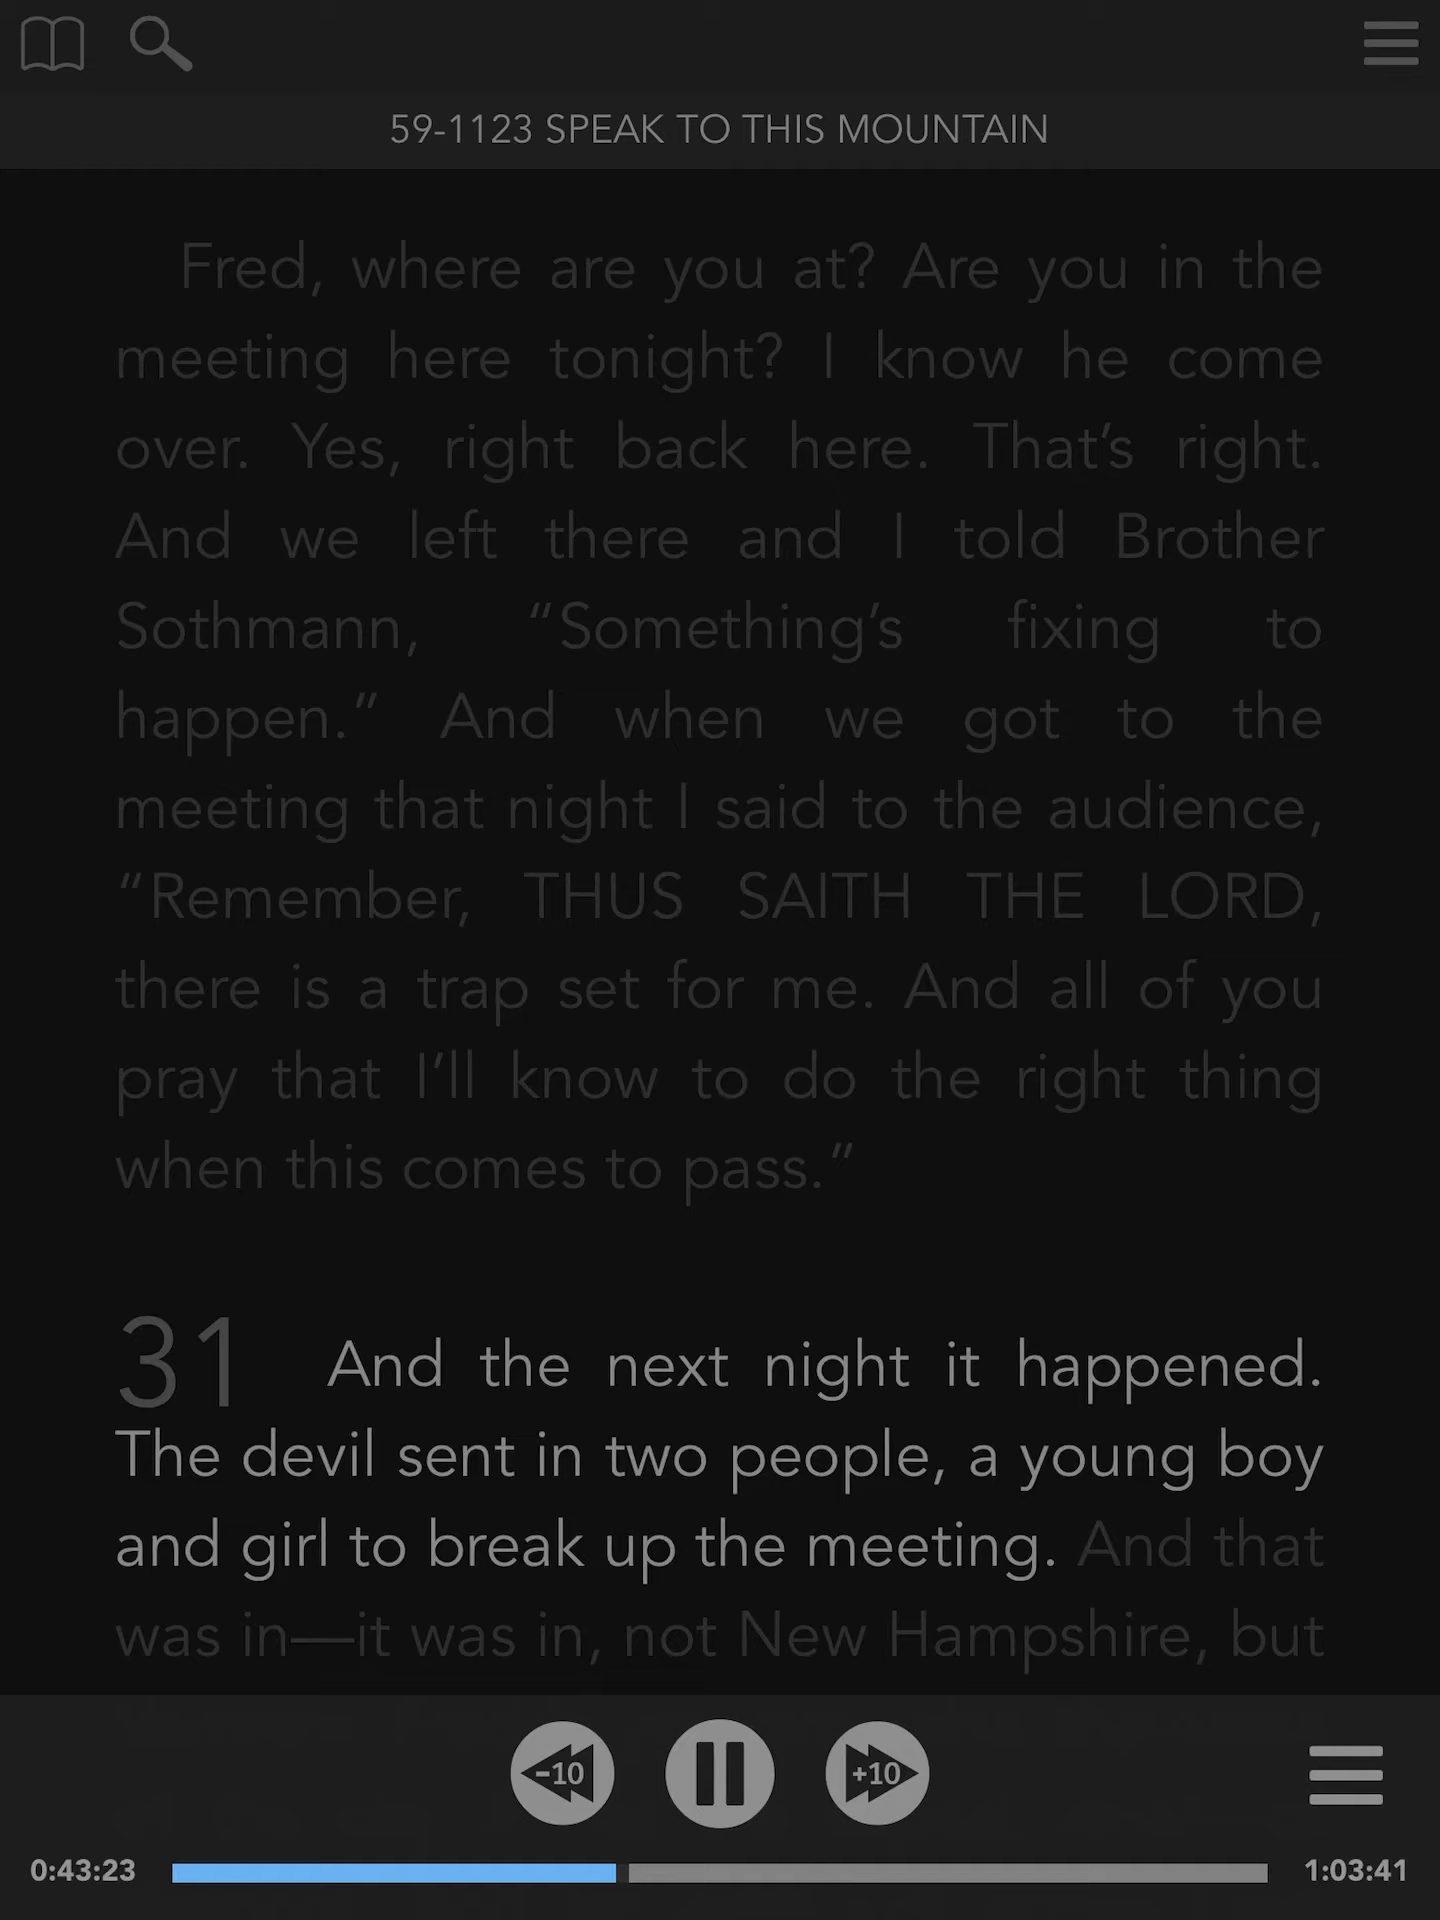 59-1123 SPEAK TO THIS MOUNTAIN
Fred, where are you at? Are you in the
meeting here tonight? I know he come
over. Yes, right back here. That’s right.
And we left there and I told Brother
Sothmann, “Something’s fixing to
happen.” And when we got to the
meeting that night I said to the audience,
“Remember, THUS SAITH THE LORD,
there is a trap set for me. And all of you
pray that I’ll know to do the right thing
when this comes to pass.”
31 And the next night it happened.
The devil sent in two people, a young boy
and girl to break up the meeting. And that
was in—it was in, not New Hampshire, but
-10 +10
0:43:23 1:03:41